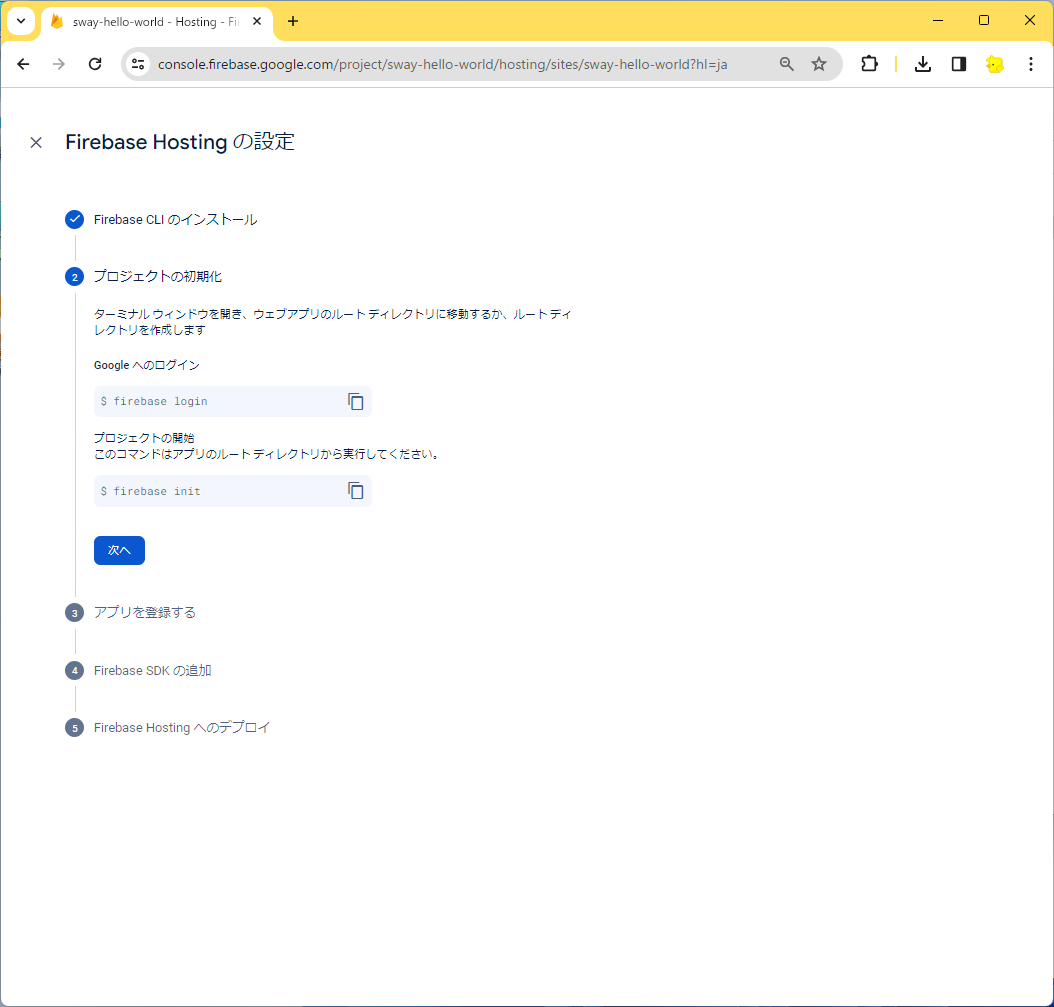 sway-hello-world - Hosting - Fi
console.firebase.google.com/project/sway-hello-world/hosting/sites/sway-hello-world?hl=ja
Firebase Hosting の設定
Firebase CLI のインストール
2 プロジェクトの初期化
ターミナル ウィンドウを開き、ウェブアプリのルート ディレクトリに移動するか、ルート ディ
レクトリを作成します
Google へのログイン
$ firebase login
プロジェクトの開始
このコマンドはアプリのルート ディレクトリから実行してください。
$ firebase init
次へ
3 アプリを登録する
4 Firebase SDK の追加
5 Firebase Hosting へのデプロイ